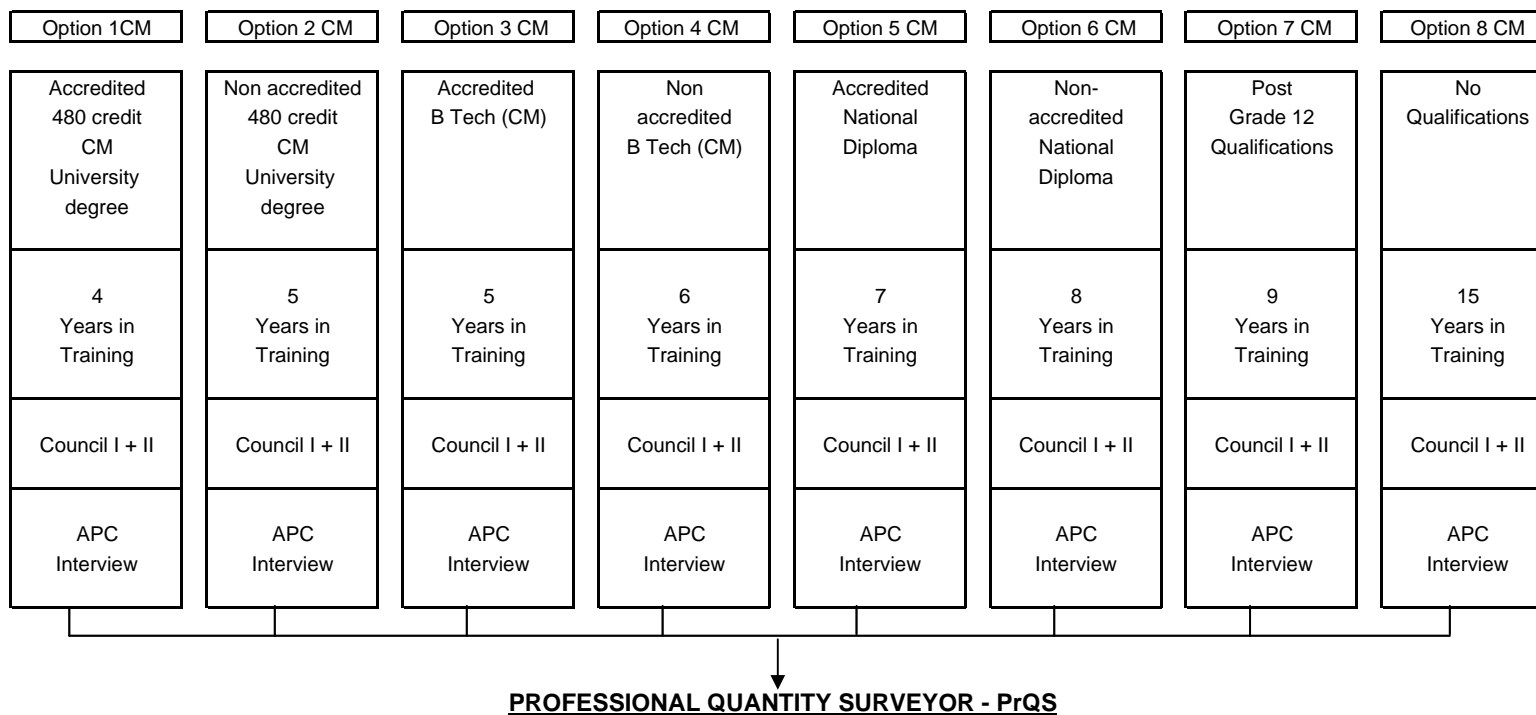 Option 1CM
Option 2 CM
Option 3 CM
Option 4 CM
Option 5 CM
Option 6 CM
Option 7 CM
Option 8 CM
Accredited
480 credit
CM
University
degree
Non accredited
480 credit
CM
University
degree
Accredited
B Tech (CM)
Non
accredited
B Tech (CM)
Accredited
National
Diploma
Non-
accredited
National
Diploma
Post
Grade 12
Qualifications
No
Qualifications
4
Years in
Training
5
Years in
Training
5
Years in
Training
6
Years in
Training
7
Years in
Training
8
Years in
Training
9
Years in
Training
15
Years in
Training
Council I + II
Council I + II
Council I + II
Council I + II
Council I + II
Council I + II
Council I + II
Council I + II
APC
Interview
APC
Interview
APC
Interview
APC
Interview
APC
Interview
APC
Interview
APC
Interview
APC
Interview
PROFESSIONAL QUANTITY SURVEYOR - PrQS